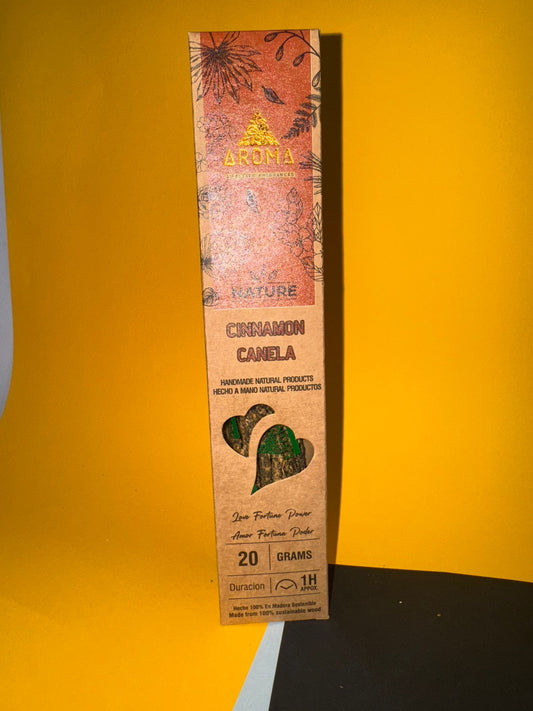 AROMA
NATURE
CINNAMON
CANELA
HANDMADE NATURAL PRODUCTS
HECHO A MANO NATURAL PRODUCTOS
Love Fortune Power
Amor Fortuna Poder
20 GRAMS
Duracion 1H
APPOX.
Hecho 100% En Madera Sostenible
Made from 100% sustainable wood